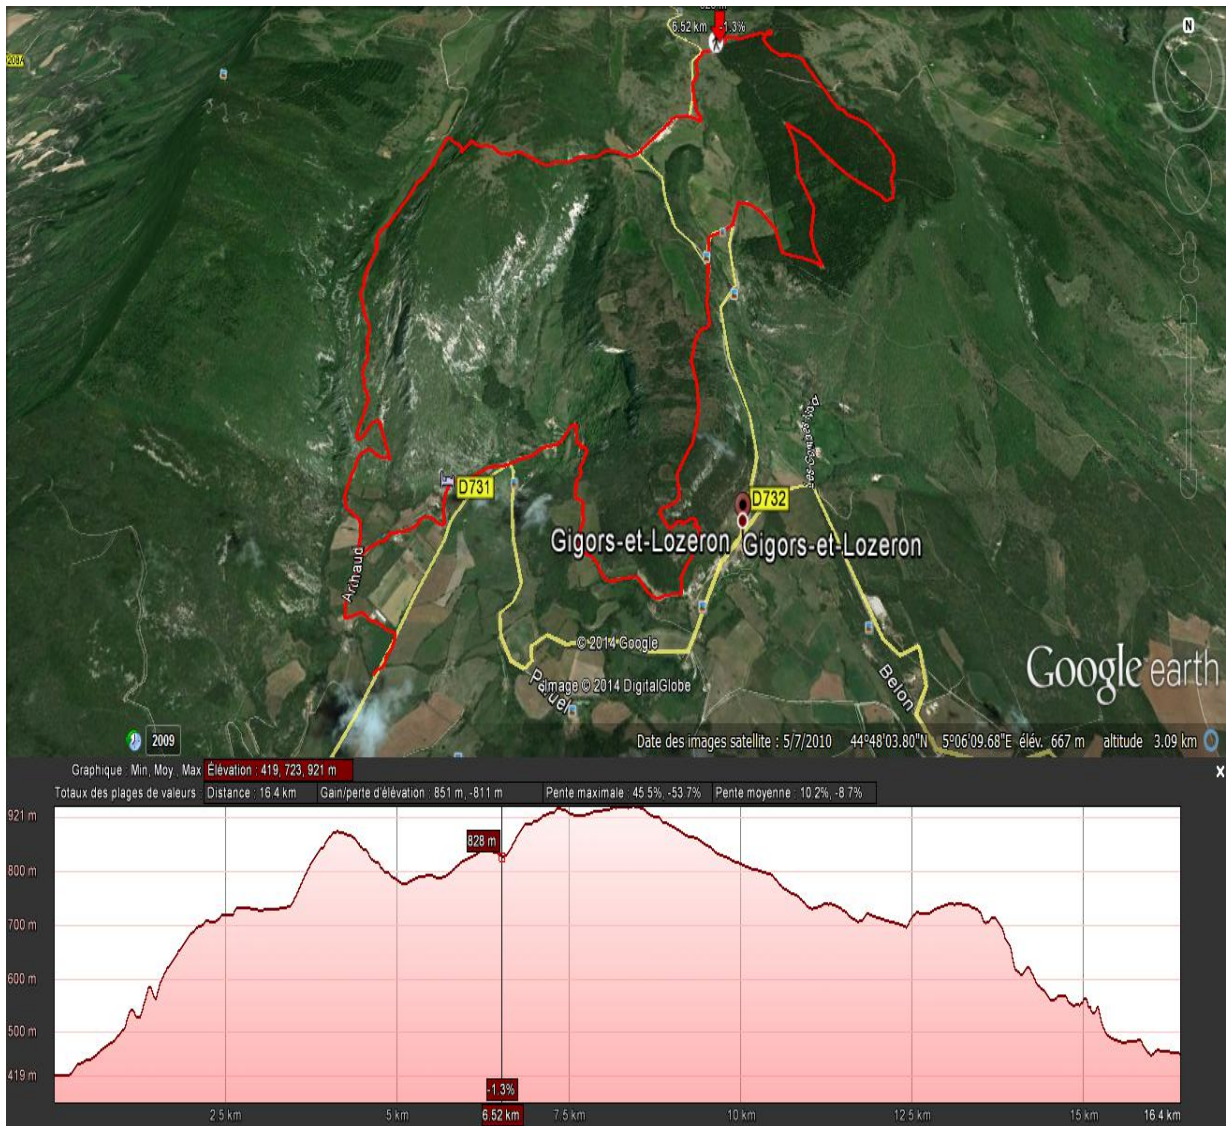 828 m
6.52 km -1.3%
N
208A
D731
D732
Les Combes Va
Gigors-et-Lozeron
Gigors-et-Lozeron
Arthaud
© 2014 Google
Image © 2014 DigitalGlobe
Belon
Google earth
2009
Date des images satellite : 5/7/2010 44°48'03.80"N 5°06'09.68"E élév. 667 m altitude 3.09 km
Graphique : Min, Moy., Max Élévation : 419, 723, 921 m
x
Totaux des plages de valeurs : Distance : 16.4 km Gain/perte d'élévation : 851 m, -811 m Pente maximale : 45.5%, -53.7% Pente moyenne : 10.2%, -8.7%
921 m
828 m
800 m
700 m
600 m
500 m
419 m
-1.3%
2.5 km 5 km 6.52 km 7.5 km 10 km 12.5 km 15 km 16.4 km